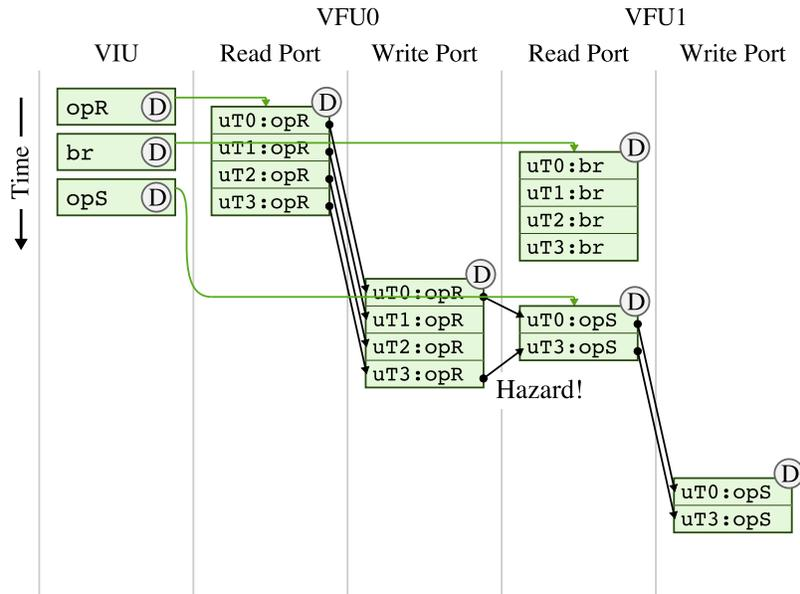 VFU0 VFU1
VIU Read Port Write Port Read Port Write Port
Time
opR D
br D
opS D
D
uT0:opR
uT1:opR
uT2:opR
uT3:opR
D
uT0:br
uT1:br
uT2:br
uT3:br
D
uT0:opR
uT1:opR
uT2:opR
uT3:opR
D
uT0:opS
uT3:opS
Hazard!
D
uT0:opS
uT3:opS